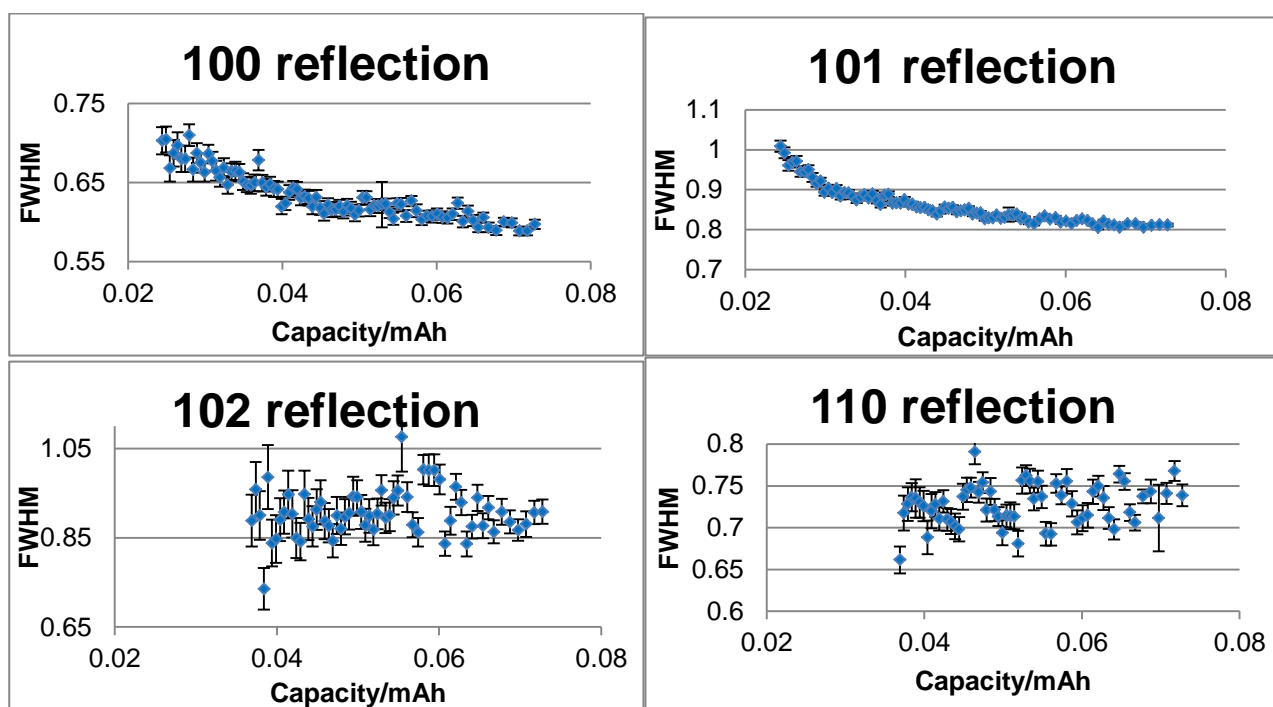 100 reflection
0.75
0.65
0.55
FWHM
0.02 0.04 0.06 0.08
Capacity/mAh
101 reflection
1.1
1
0.9
0.8
0.7
FWHM
0.02 0.04 0.06 0.08
Capacity/mAh
102 reflection
1.05
0.85
0.65
FWHM
0.02 0.04 0.06 0.08
Capacity/mAh
110 reflection
0.8
0.75
0.7
0.65
0.6
FWHM
0.02 0.04 0.06 0.08
Capacity/mAh